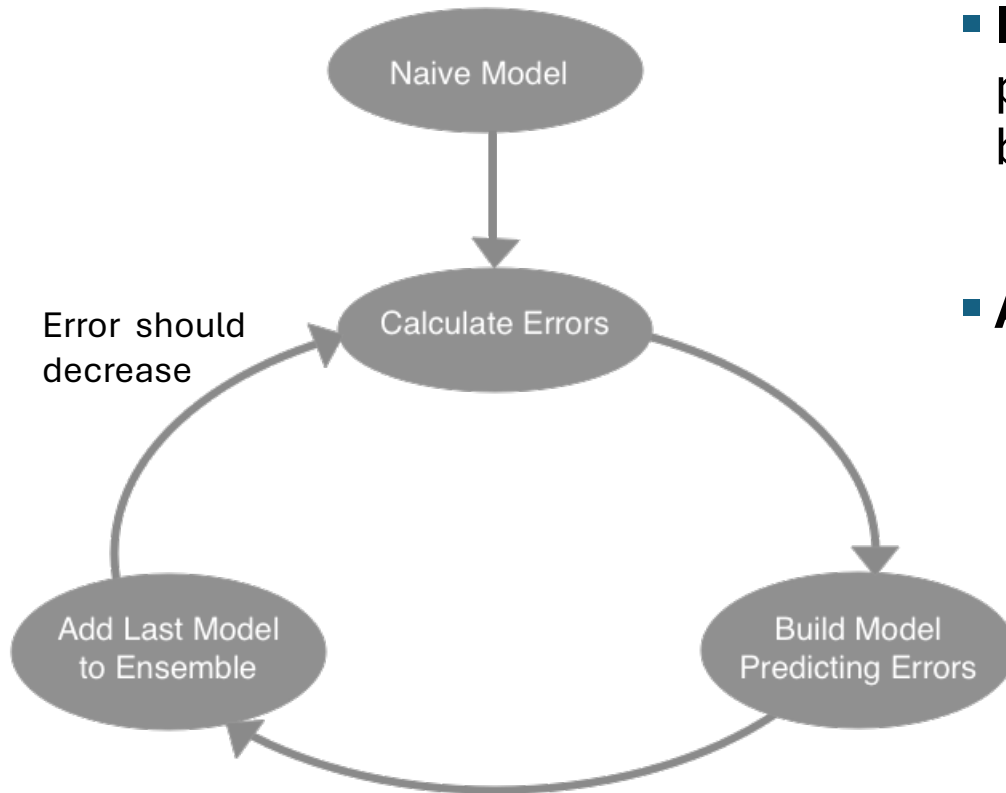 Naive Model
Calculate Errors
Error should
decrease
Add Last Model
to Ensemble
Build Model
Predicting Errors